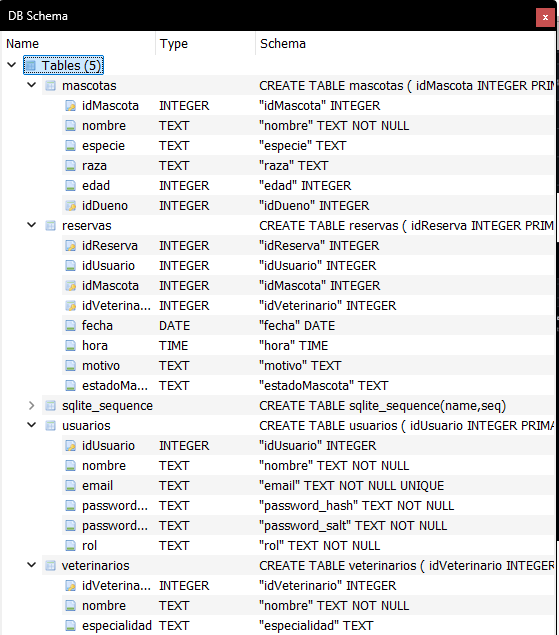 DB Schema x
Name Type Schema
Tables (5)
mascotas CREATE TABLE mascotas ( idMascota INTEGER PRIM
idMascota INTEGER "idMascota" INTEGER
nombre TEXT "nombre" TEXT NOT NULL
especie TEXT "especie" TEXT
raza TEXT "raza" TEXT
edad INTEGER "edad" INTEGER
idDueno INTEGER "idDueno" INTEGER
reservas CREATE TABLE reservas ( idReserva INTEGER PRIM
idReserva INTEGER "idReserva" INTEGER
idUsuario INTEGER "idUsuario" INTEGER
idMascota INTEGER "idMascota" INTEGER
idVeterina... INTEGER "idVeterinario" INTEGER
fecha DATE "fecha" DATE
hora TIME "hora" TIME
motivo TEXT "motivo" TEXT
estadoMa... TEXT "estadoMascota" TEXT
sqlite_sequence CREATE TABLE sqlite_sequence(name,seq)
usuarios CREATE TABLE usuarios ( idUsuario INTEGER PRIMA
idUsuario INTEGER "idUsuario" INTEGER
nombre TEXT "nombre" TEXT NOT NULL
email TEXT "email" TEXT NOT NULL UNIQUE
password... TEXT "password_hash" TEXT NOT NULL
password... TEXT "password_salt" TEXT NOT NULL
rol TEXT "rol" TEXT NOT NULL
veterinarios CREATE TABLE veterinarios ( idVeterinario INTEGER
idVeterina... INTEGER "idVeterinario" INTEGER
nombre TEXT "nombre" TEXT NOT NULL
especialidad TEXT "especialidad" TEXT